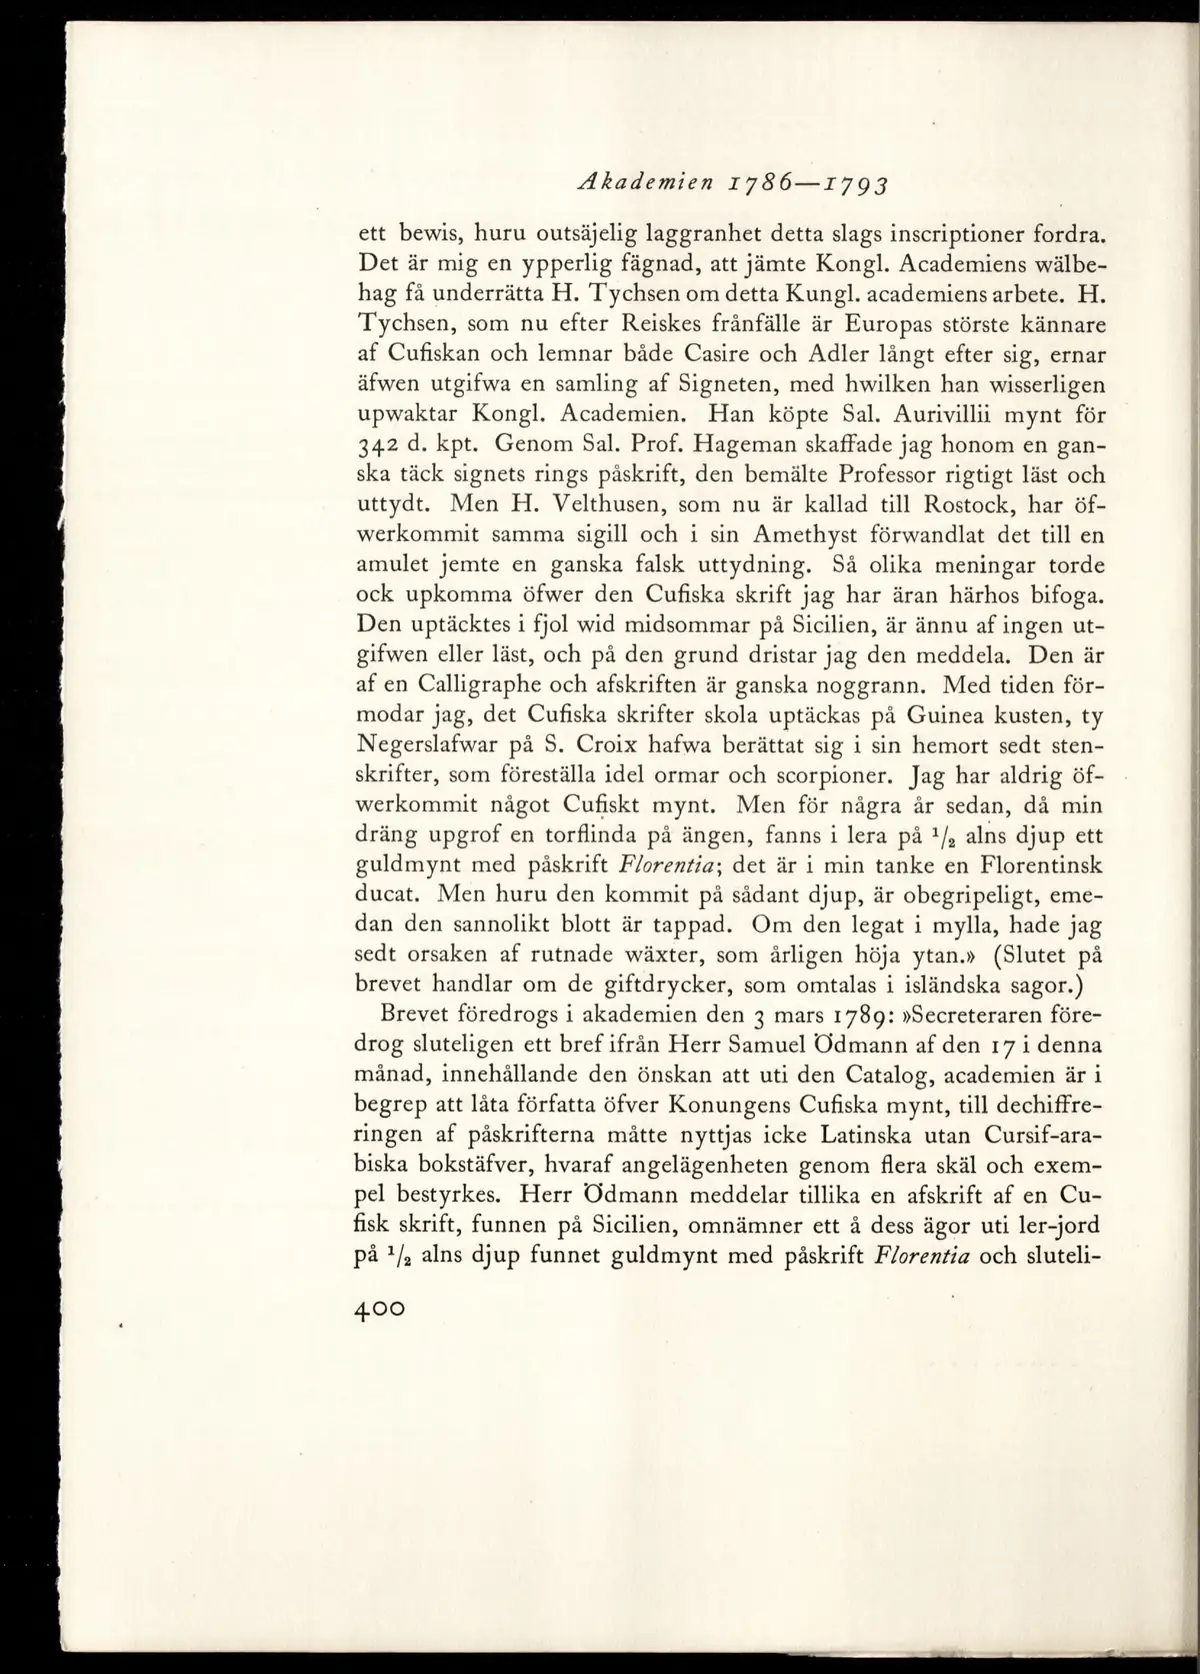 Akademien 1786—1793
ett bewis, huru outsäjelig laggranhet detta slags inscriptioner fordra.
Det är mig en ypperlig fägnad, att jämte Kongl. Academiens wälbe-
hag få underrätta H. Tychsen om detta Kungl. academiens arbete. H.
Tychsen, som nu efter Reiskes frånfälle är Europas störste kännare
af Cufiskan och lemnar både Casire och Adler långt efter sig, ernar
äfwen utgifwa en samling af Signeten, med hwilken han wisserligen
upwaktar Kongl. Academien. Han köpte Sal. Aurivillii mynt för
342 d. kpt. Genom Sal. Prof. Hageman skaffade jag honom en gan-
ska täck signets rings påskrift, den bemälte Professor rigtigt läst och
uttydt. Men H. Velthusen, som nu är kallad till Rostock, har öf-
werkommit samma sigill och i sin Amethyst förwandlat det till en
amulet jemte en ganska falsk uttydning. Så olika meningar torde
ock upkomma öfwer den Cufiska skrift jag har äran härhos bifoga.
Den uptäcktes i fjol wid midsommar på Sicilien, är ännu af ingen ut-
gifwen eller läst, och på den grund dristar jag den meddela. Den är
af en Calligraphe och afskriften är ganska noggrann. Med tiden för-
modar jag, det Cufiska skrifter skola uptäckas på Guinea kusten, ty
Negerslafwar på S. Croix hafwa berättat sig i sin hemort sedt sten-
skrifter, som föreställa idel ormar och scorpioner. Jag har aldrig öf-
werkommit något Cufiskt mynt. Men för några år sedan, då min
dräng upgrof en torflinda på ängen, fanns i lera på 1/2 alns djup ett
guldmynt med påskrift Florentia; det är i min tanke en Florentinsk
ducat. Men huru den kommit på sådant djup, är obegripeligt, eme-
dan den sannolikt blott är tappad. Om den legat i mylla, hade jag
sedt orsaken af rutnade wäxter, som årligen höja ytan.» (Slutet på
brevet handlar om de giftdrycker, som omtalas i isländska sagor.)
Brevet föredrogs i akademien den 3 mars 1789: »Secreteraren före-
drog sluteligen ett bref ifrån Herr Samuel Ödmann af den 17 i denna
månad, innehållande den önskan att uti den Catalog, academien är i
begrep att låta författa öfver Konungens Cufiska mynt, till dechiffre-
ringen af påskrifterna måtte nyttjas icke Latinska utan Cursif-ara-
biska bokstäfver, hvaraf angelägenheten genom flera skäl och exem-
pel bestyrkes. Herr Ödmann meddelar tillika en afskrift af en Cu-
fisk skrift, funnen på Sicilien, omnämner ett å dess ägor uti ler-jord
på 1/2 alns djup funnet guldmynt med påskrift Florentia och sluteli-
400